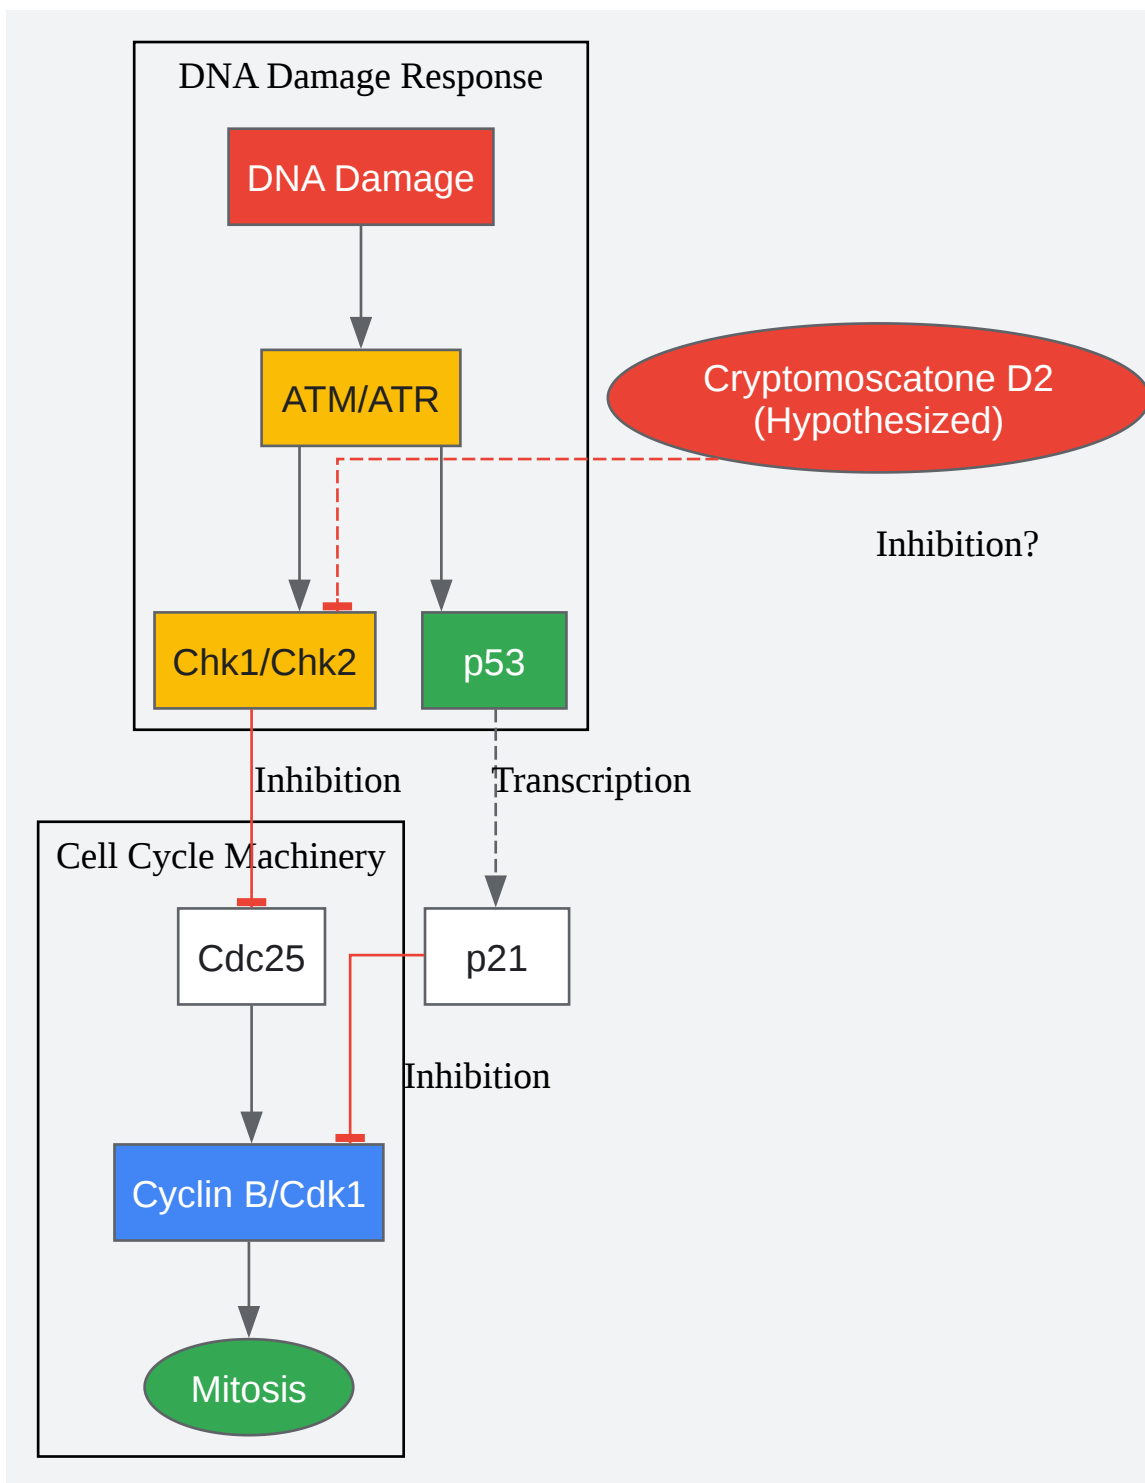 DNA Damage Response
DNA Damage
ATM/ATR
Cryptomoscatone D2
(Hypothesized)
Inhibition?
Chk1/Chk2
p53
Inhibition
Transcription
Cell Cycle Machinery
Cdc25
p21
Inhibition
Cyclin B/Cdk1
Mitosis